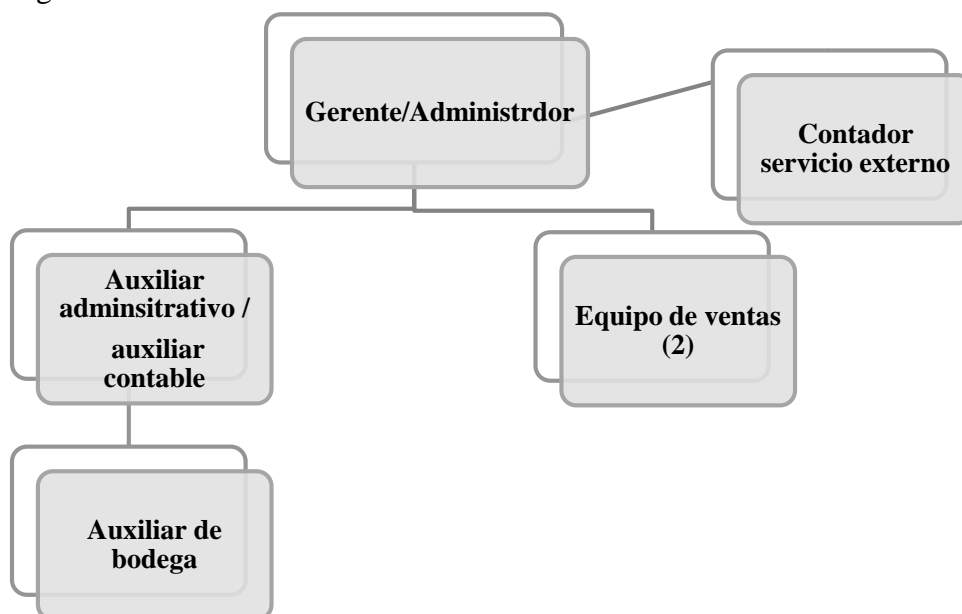 Gerente/Administrdor
Contador
servicio externo
Auxiliar
adminsitrativo /
auxiliar
contable
Equipo de ventas
(2)
Auxiliar de
bodega